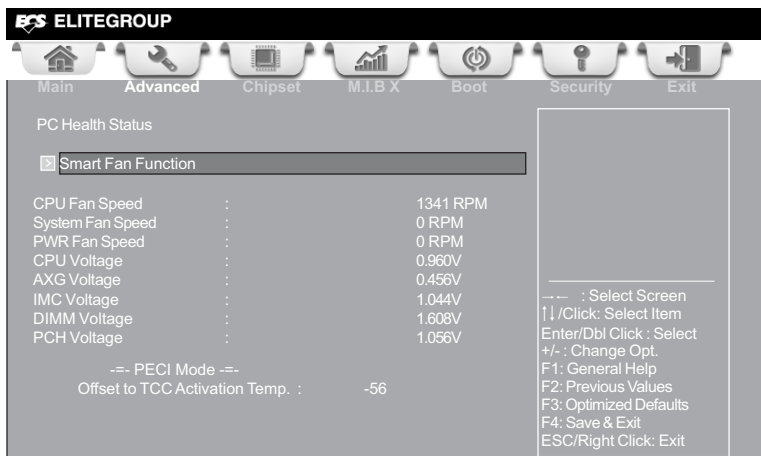 ECS ELITEGROUP
Main Advanced Chipset M.I.B X Boot Security Exit
PC Health Status
> Smart Fan Function
CPU Fan Speed : 1341 RPM
System Fan Speed : 0 RPM
PWR Fan Speed : 0 RPM
CPU Voltage : 0.960V
AXG Voltage : 0.456V
IMC Voltage : 1.044V
DIMM Voltage : 1.608V
PCH Voltage : 1.056V
-=- PECI Mode -=-
Offset to TCC Activation Temp. : -56
→← : Select Screen
↑↓/Click: Select Item
Enter/Dbl Click : Select
+/- : Change Opt.
F1: General Help
F2: Previous Values
F3: Optimized Defaults
F4: Save & Exit
ESC/Right Click: Exit